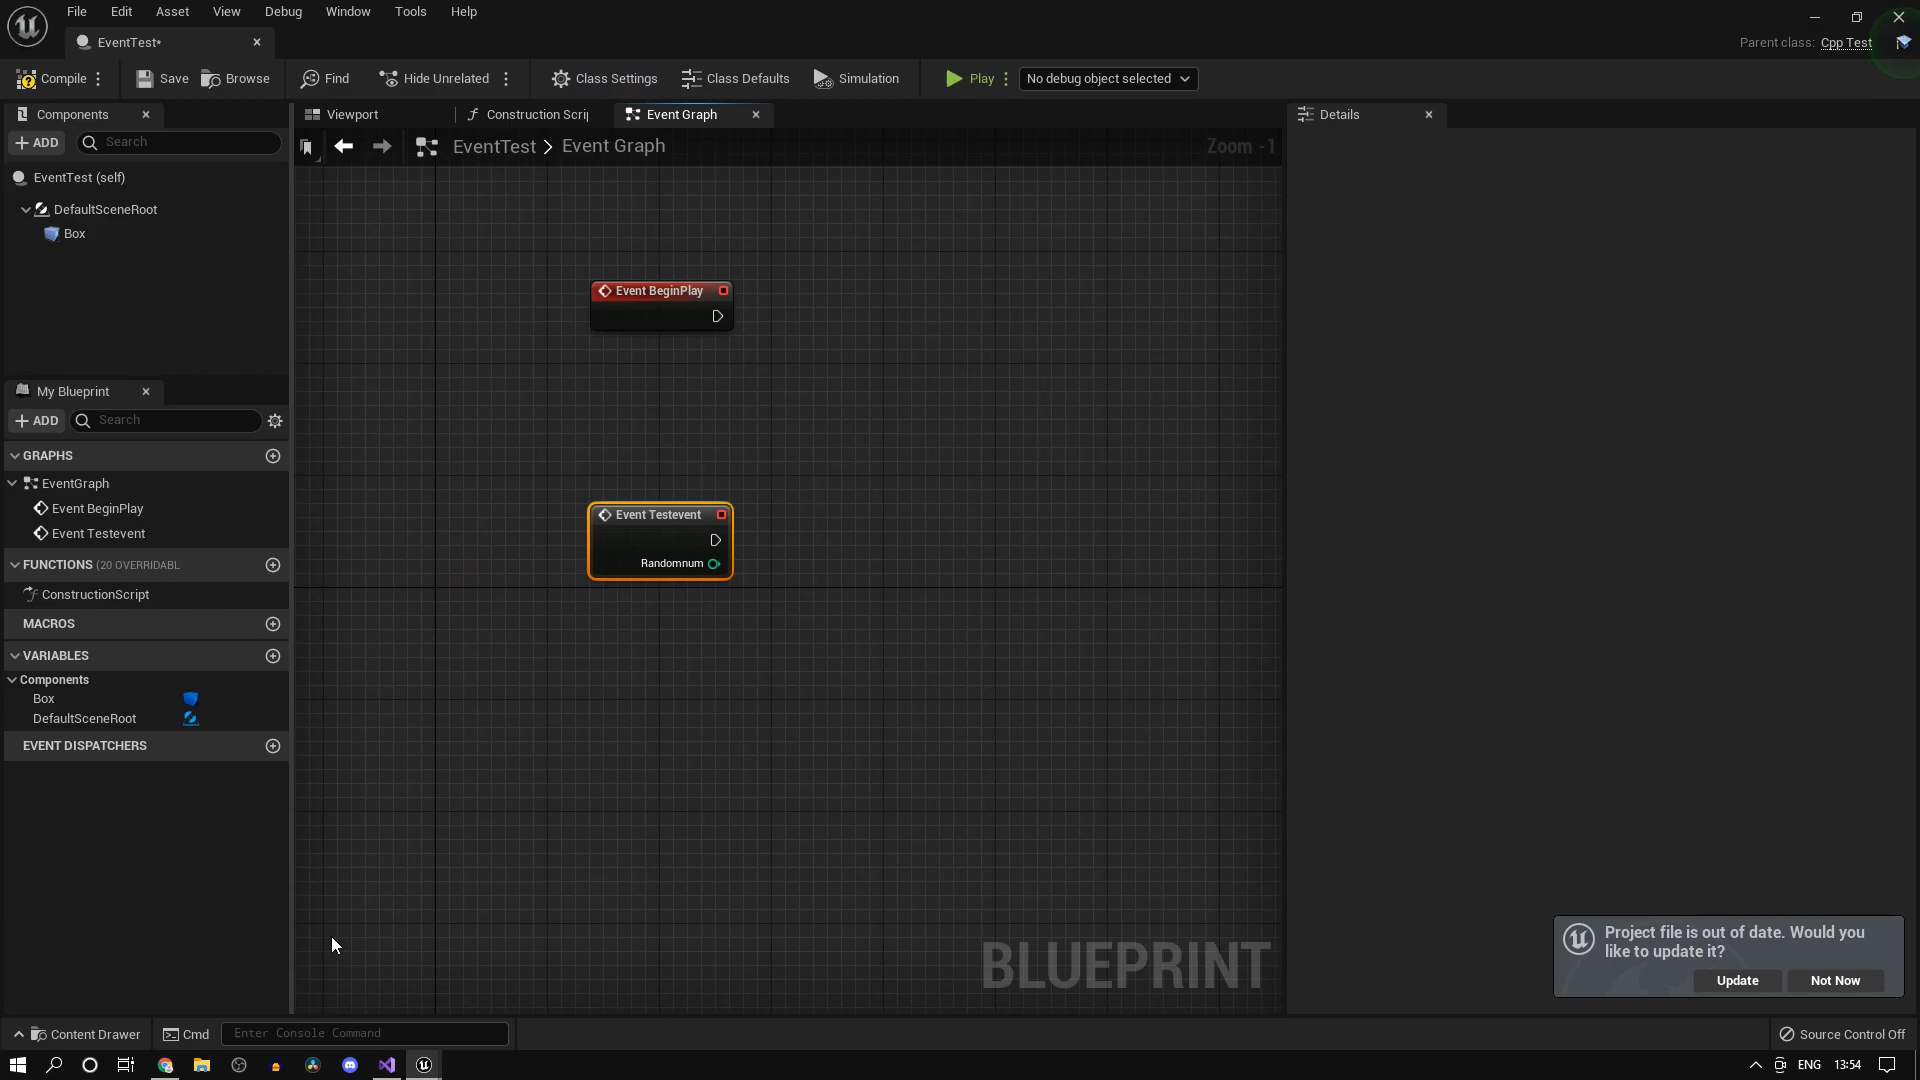 File Edit Asset View Debug Window Tools Help
EventTest*
Parent class: Cpp Test
Compile Save Browse Find Hide Unrelated Class Settings Class Defaults Simulation Play No debug object selected
Components
Viewport
Construction Scrip
Event Graph
Details
ADD
Search
EventTest > Event Graph
Zoom -1
EventTest (self)
DefaultSceneRoot
Box
Event BeginPlay
My Blueprint
ADD
Search
GRAPHS
EventGraph
Event BeginPlay
Event Testevent
Event Testevent
Randomnum
FUNCTIONS (20 OVERRIDABL
ConstructionScript
MACROS
VARIABLES
Components
Box
DefaultSceneRoot
EVENT DISPATCHERS
BLUEPRINT
Project file is out of date. Would you
like to update it?
Update Not Now
Content Drawer Cmd Enter Console Command
Source Control Off
ENG 13:54